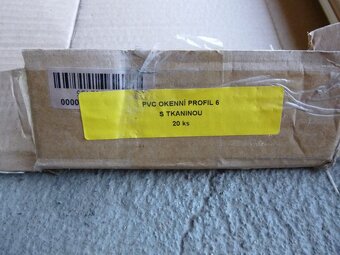 PVC OKENNÍ PROFIL 6
S TKANINOU
20 ks